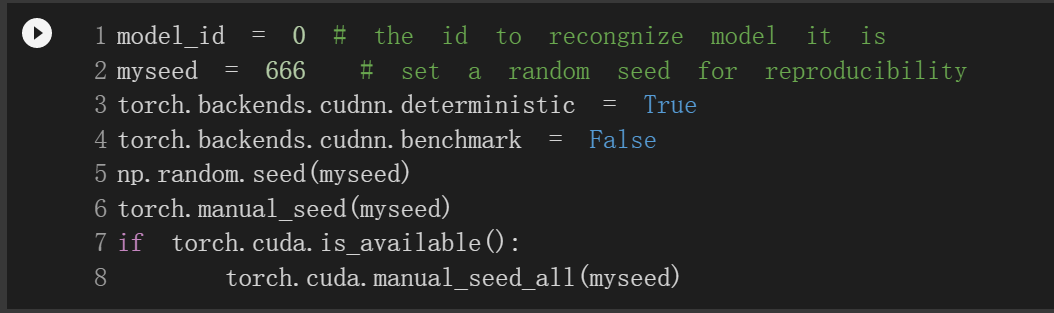 1 model_id = 0 # the id to recongnize model it is
2 myseed = 666 # set a random seed for reproducibility
3 torch.backends.cudnn.deterministic = True
4 torch.backends.cudnn.benchmark = False
5 np.random.seed(myseed)
6 torch.manual_seed(myseed)
7 if torch.cuda.is_available():
8 torch.cuda.manual_seed_all(myseed)